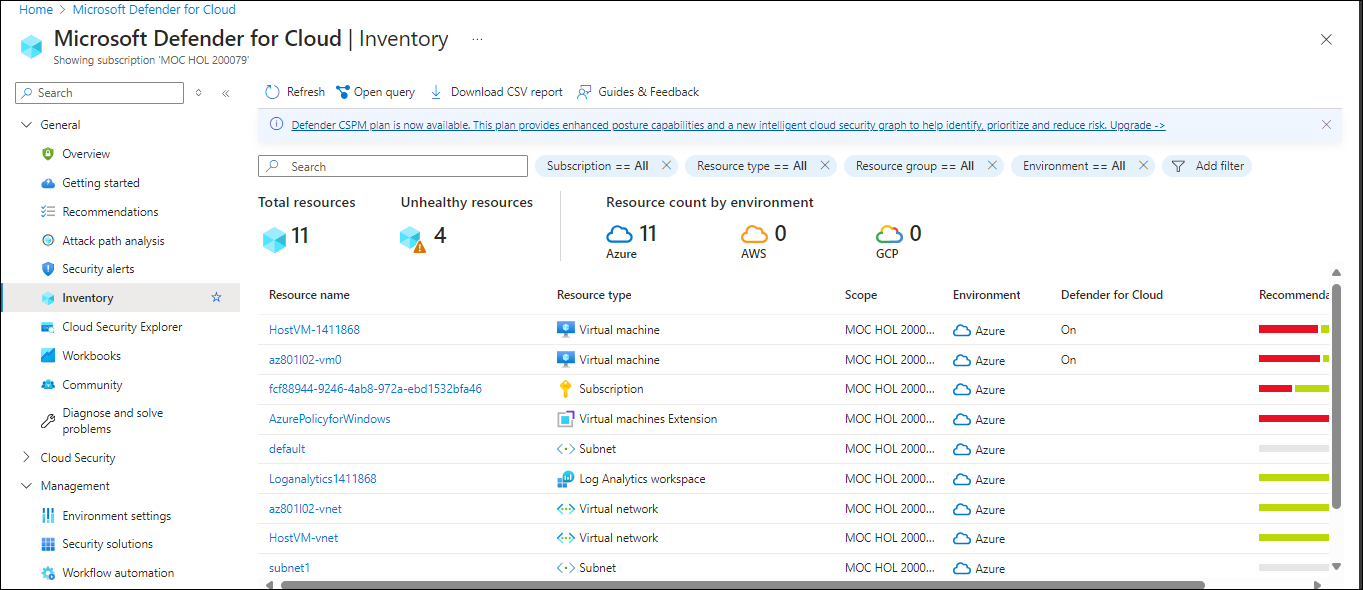 Home > Microsoft Defender for Cloud
Microsoft Defender for Cloud | Inventory ...
Showing subscription 'MOC HOL 200079'
Search
General
Overview
Getting started
Recommendations
Attack path analysis
Security alerts
Inventory
Cloud Security Explorer
Workbooks
Community
Diagnose and solve
problems
Cloud Security
Management
Environment settings
Security solutions
Workflow automation
Refresh Open query Download CSV report Guides & Feedback
Defender CSPM plan is now available. This plan provides enhanced posture capabilities and a new intelligent cloud security graph to help identify, prioritize and reduce risk. Upgrade ->
Search Subscription == All Resource type == All Resource group == All Environment == All Add filter
Total resources Unhealthy resources Resource count by environment
11 4 11 0 0
Azure AWS GCP
Resource name Resource type Scope Environment Defender for Cloud Recommenda
HostVM-1411868 Virtual machine MOC HOL 2000... Azure On
az801l02-vm0 Virtual machine MOC HOL 2000... Azure On
fcf88944-9246-4ab8-972a-ebd1532bfa46 Subscription MOC HOL 2000... Azure
AzurePolicyforWindows Virtual machines Extension MOC HOL 2000... Azure
default Subnet MOC HOL 2000... Azure
Loganalytics1411868 Log Analytics workspace MOC HOL 2000... Azure
az801l02-vnet Virtual network MOC HOL 2000... Azure
HostVM-vnet Virtual network MOC HOL 2000... Azure
subnet1 Subnet MOC HOL 2000... Azure